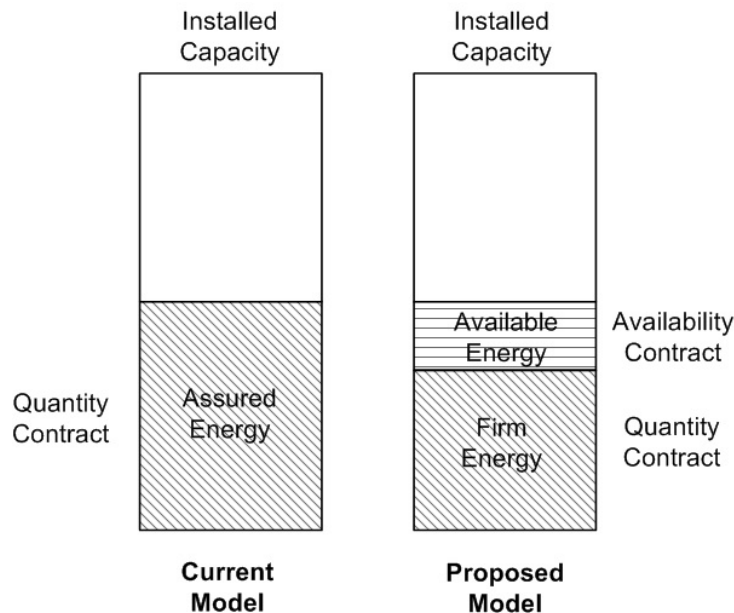 Installed
Capacity
Installed
Capacity
Available
Energy
Availability
Contract
Quantity
Contract
Assured
Energy
Firm
Energy
Quantity
Contract
Current
Model
Proposed
Model